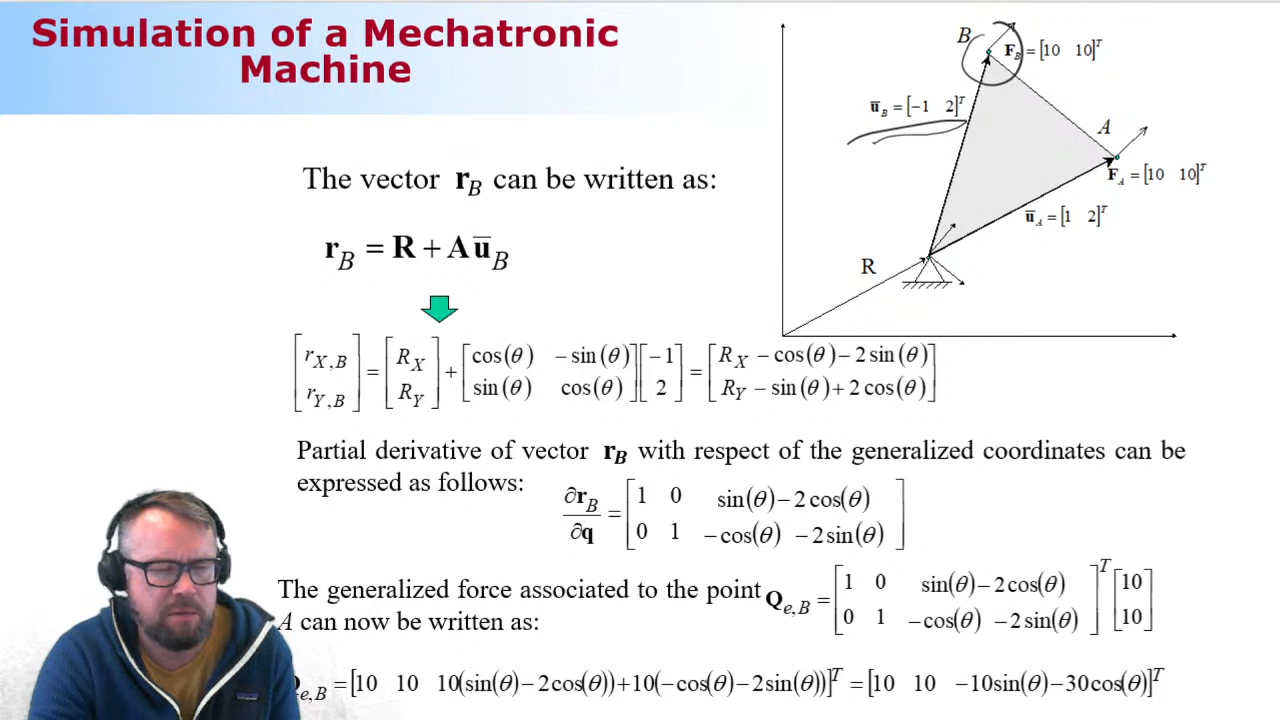 Simulation of a Mechatronic
Machine
B
F_B = [10 10]^T
ū_B = [-1 2]^T
A
F_A = [10 10]^T
ū_A = [1 2]^T
R
The vector r_B can be written as:
r_B = R + A ū_B
[r_X,B; r_Y,B] = [R_X; R_Y] + [cos(θ) -sin(θ); sin(θ) cos(θ)] [-1; 2] = [R_X - cos(θ) - 2 sin(θ); R_Y - sin(θ) + 2 cos(θ)]
Partial derivative of vector r_B with respect of the generalized coordinates can be
expressed as follows:
∂r_B/∂q = [1 0 sin(θ) - 2cos(θ); 0 1 -cos(θ) - 2sin(θ)]
The generalized force associated to the point
A can now be written as:
Q_e,B = [1 0 sin(θ) - 2cos(θ); 0 1 -cos(θ) - 2sin(θ)]^T [10; 10]
e,B = [10 10 10(sin(θ) - 2cos(θ)) + 10(-cos(θ) - 2sin(θ))]^T = [10 10 -10sin(θ) - 30cos(θ)]^T